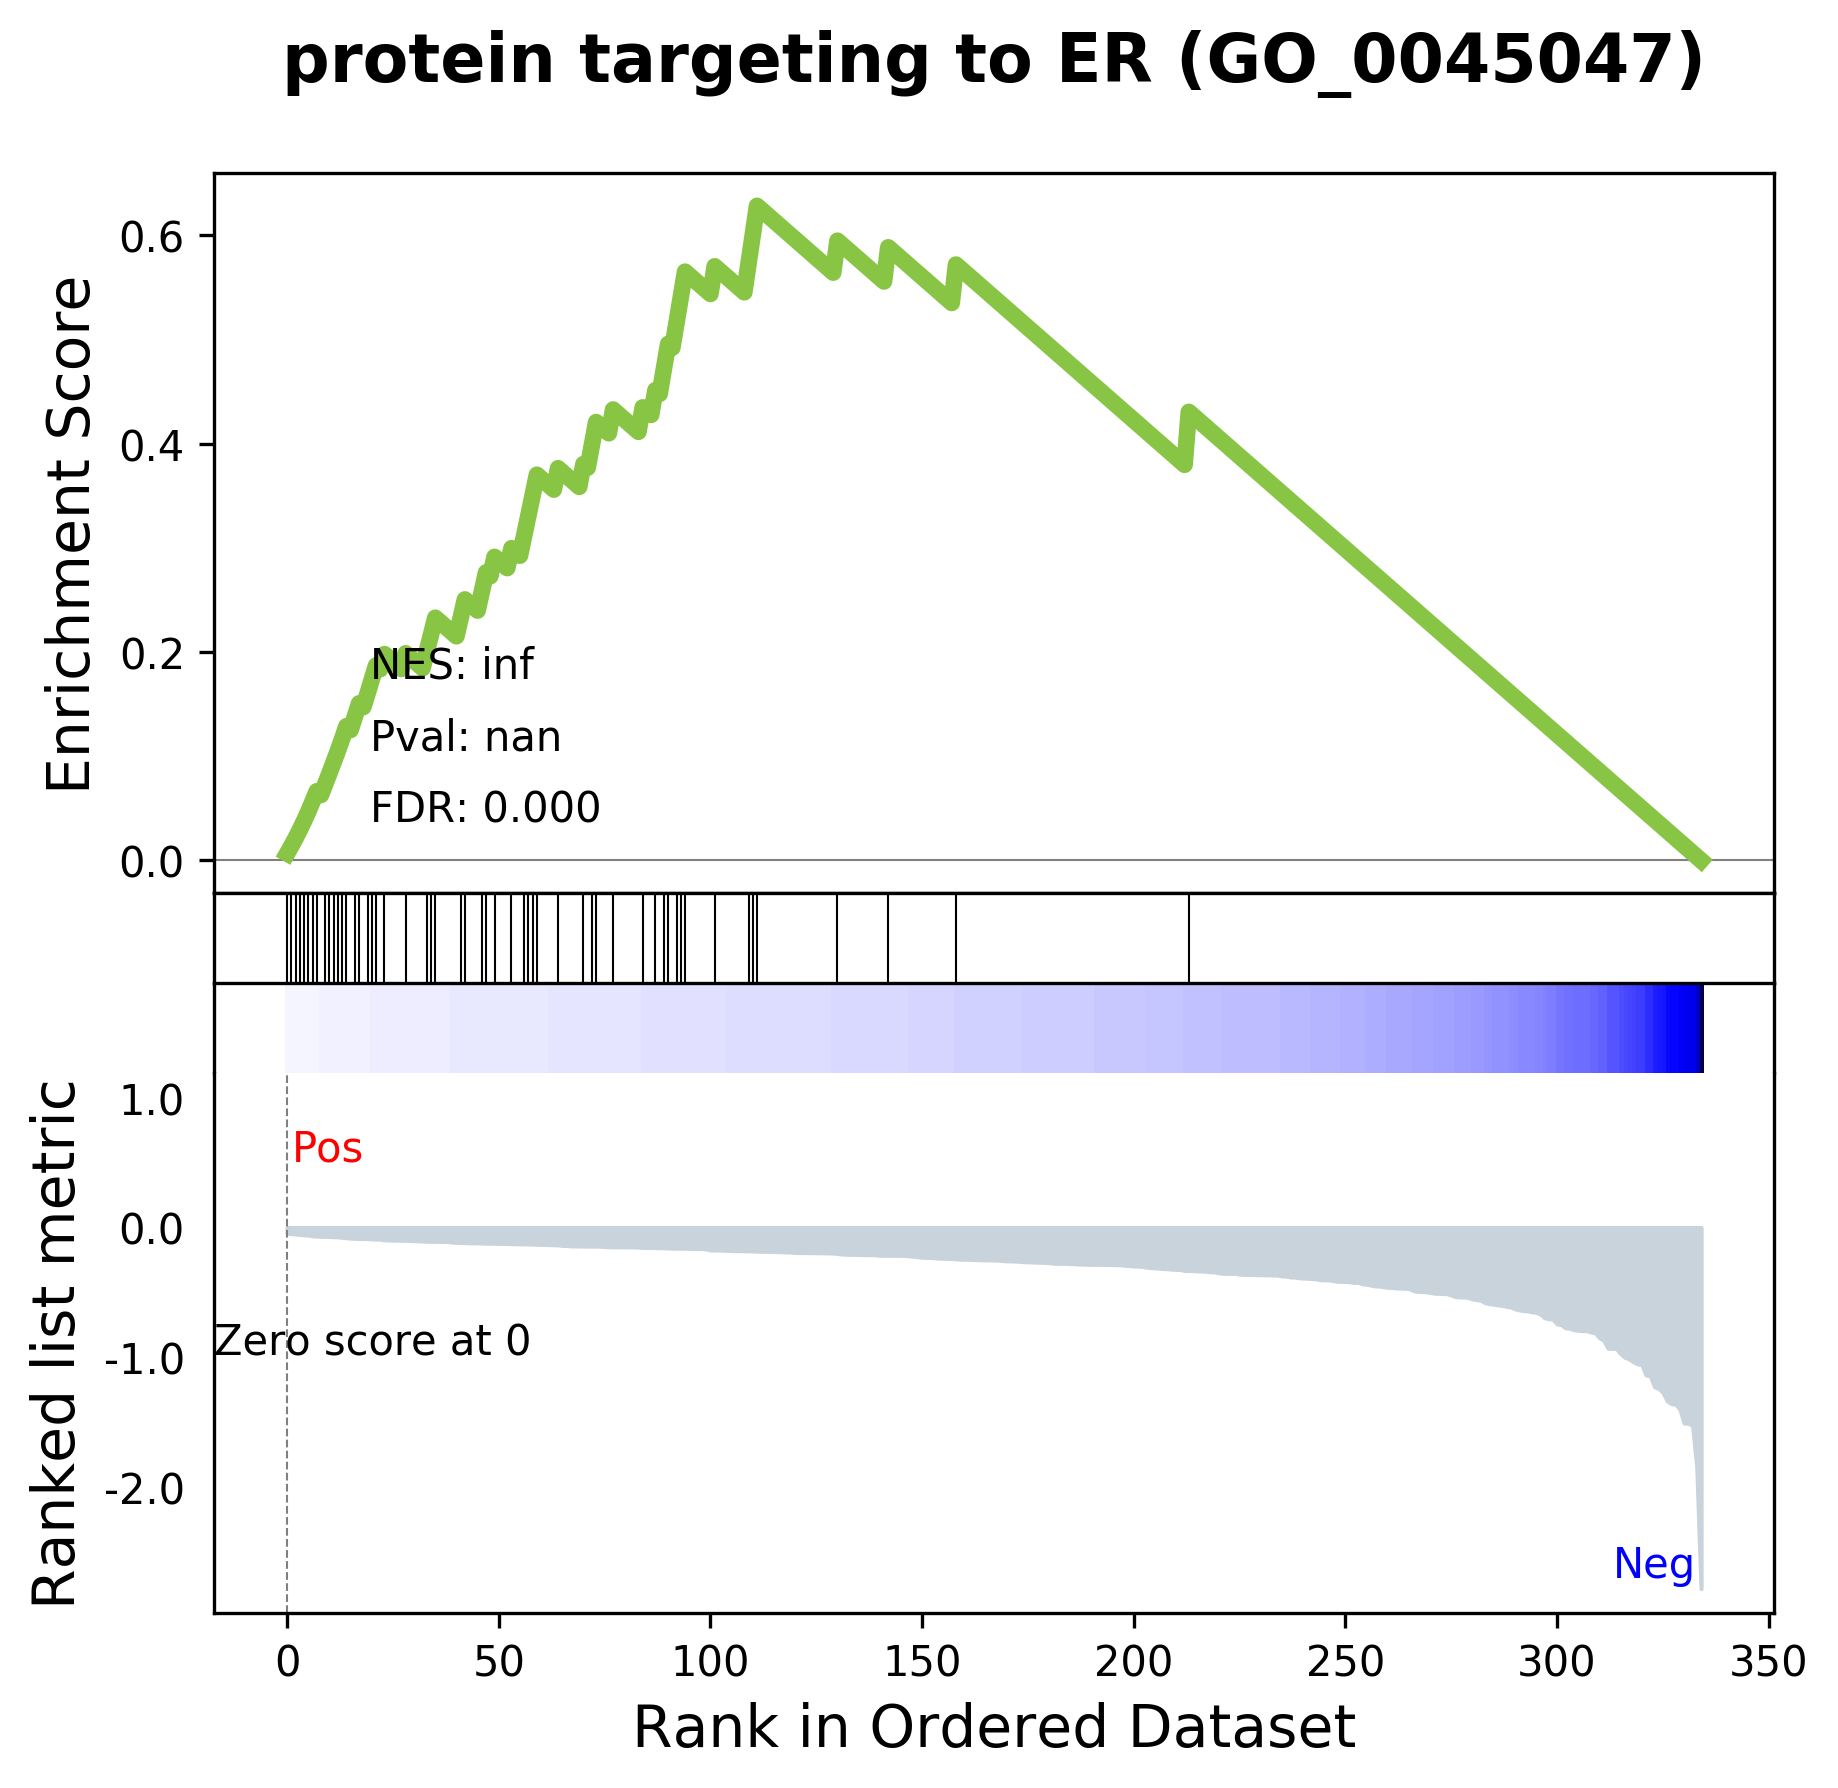 protein targeting to ER (GO_0045047)
Enrichment Score
0.6
0.4
0.2
0.0
NES: inf
Pval: nan
FDR: 0.000
Ranked list metric
1.0
0.0
-1.0
-2.0
Pos
Zero score at 0
Neg
0 50 100 150 200 250 300 350
Rank in Ordered Dataset